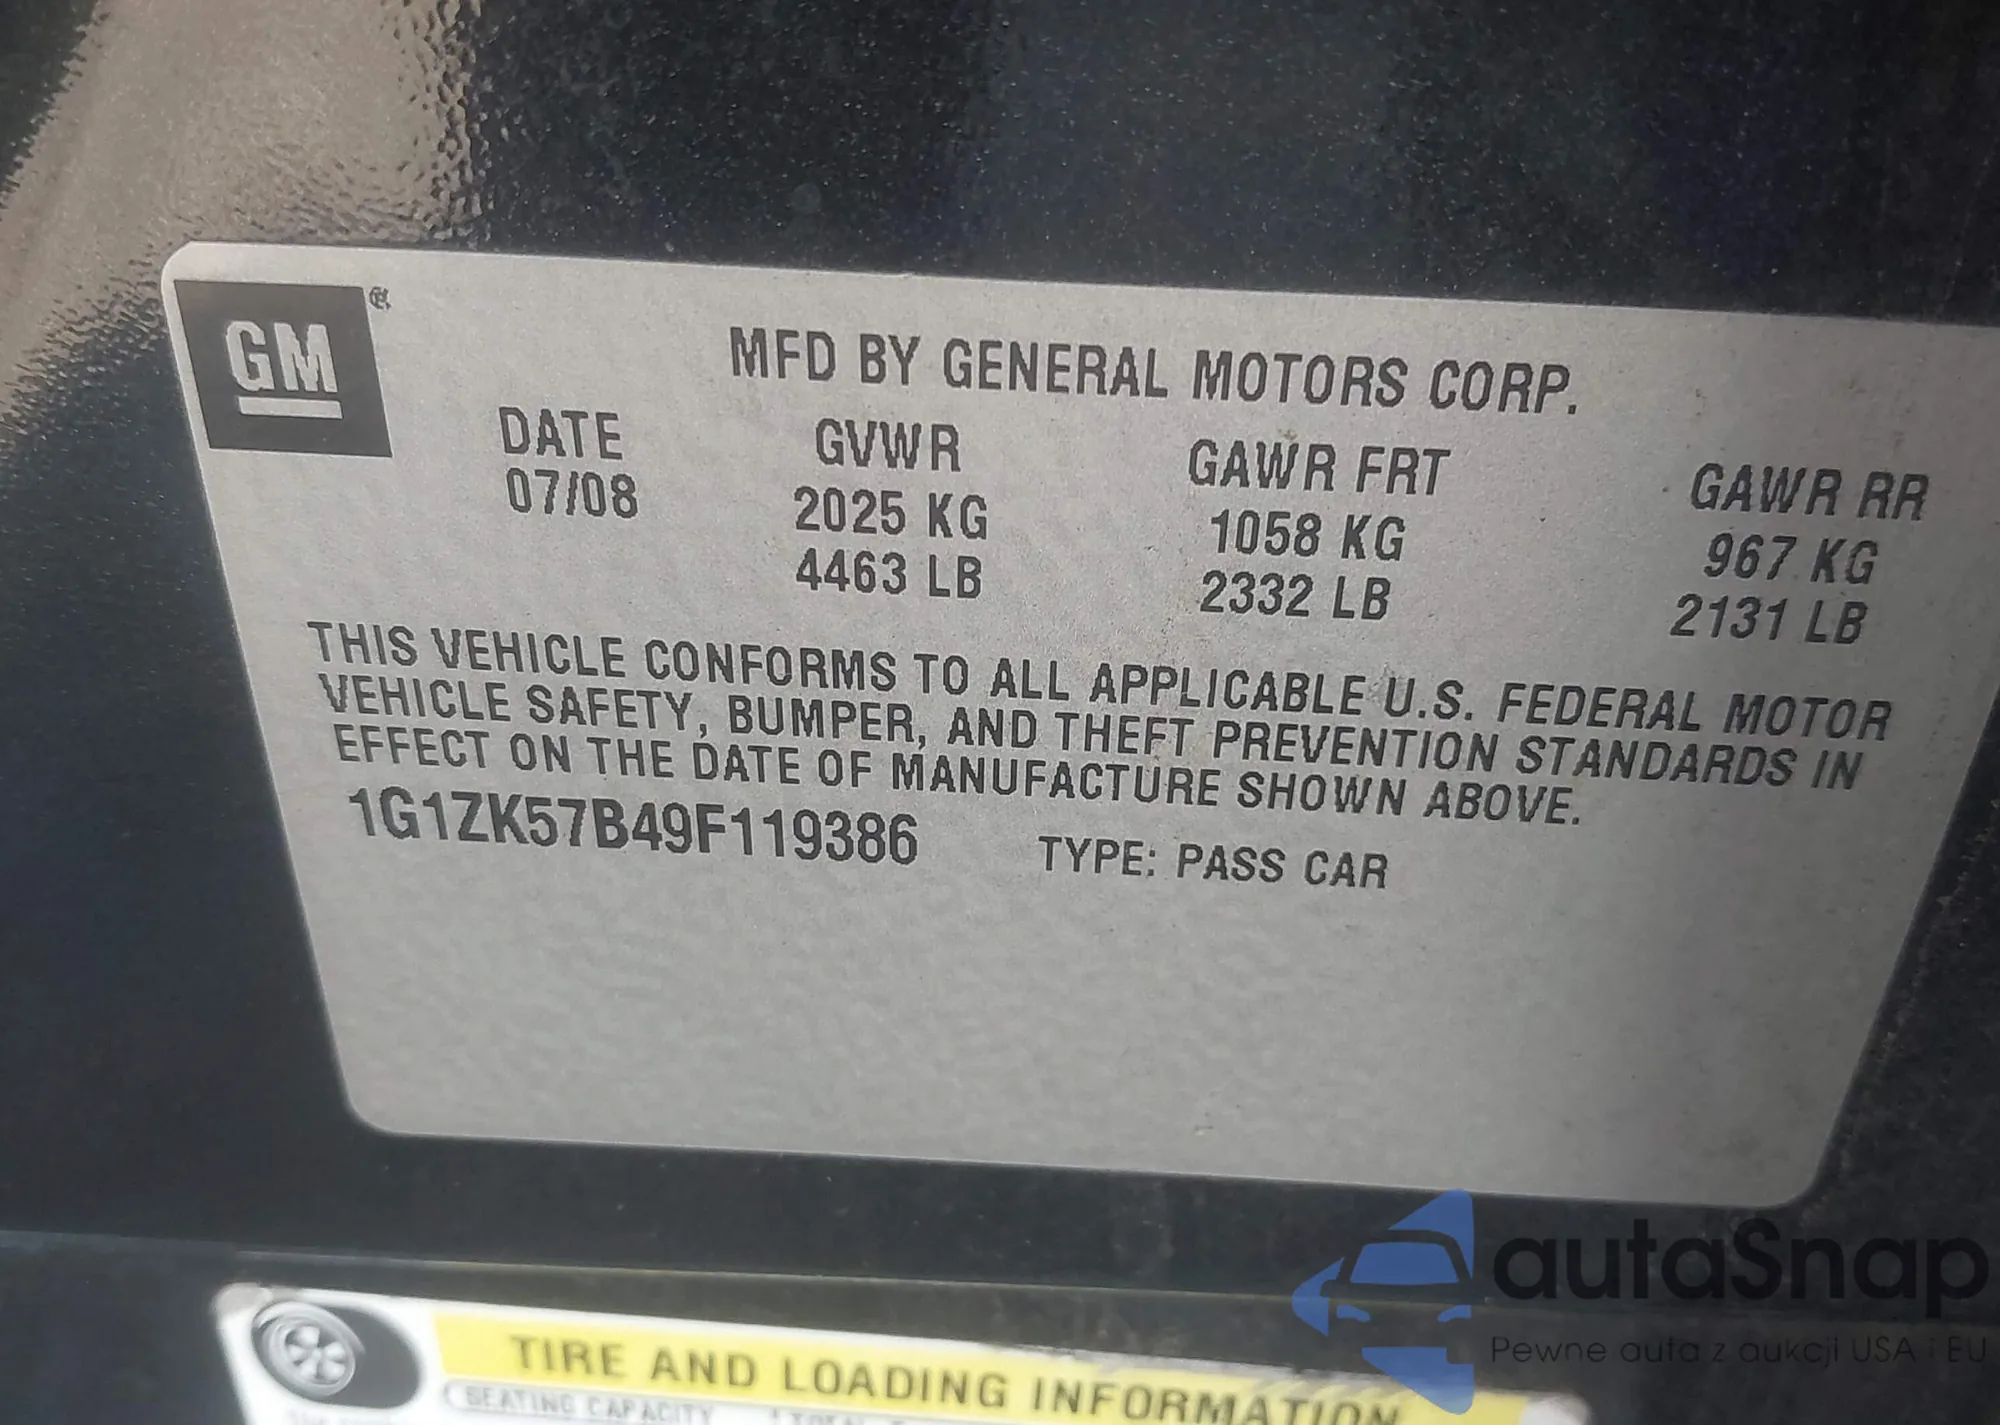 GM
MFD BY GENERAL MOTORS CORP.
DATE GVWR GAWR FRT GAWR RR
07/08 2025 KG 1058 KG 967 KG
4463 LB 2332 LB 2131 LB
THIS VEHICLE CONFORMS TO ALL APPLICABLE U.S. FEDERAL MOTOR
VEHICLE SAFETY, BUMPER, AND THEFT PREVENTION STANDARDS IN
EFFECT ON THE DATE OF MANUFACTURE SHOWN ABOVE.
1G1ZK57B49F119386 TYPE: PASS CAR
autaSnap
Pewne auta z aukcji USA i EU
TIRE AND LOADING INFORMATION
SEATING CAPACITY